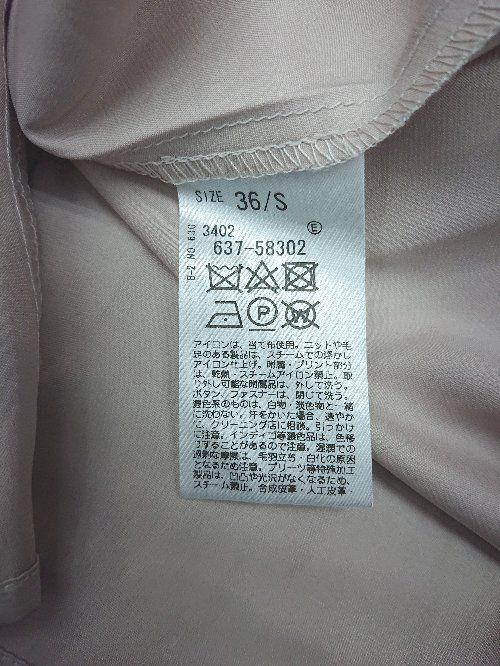 SIZE 36/S
B-2 NO.630
3402 E
637-58302
P W
アイロンは、当て布使用。ニットや毛
足のある製品は、スチームでの浮かし
アイロン仕上げ。附属・プリント部分
は、乾熱・スチームアイロン禁止。取
り外し可能な附属品は、外して洗う。
ボタン、ファスナーは、閉じて洗う。
濃色系のものは、白物・淡色物と一緒
に洗わない。汗をかいた場合、速やか
に、クリーニング店に相談。引っかけ
に注意。インディゴ等濃色品は、色移
りすることがあるので注意。湿潤での
過剰な摩擦は、毛羽立ち・白化の原因
となるため注意。プリーツ等特殊加工
品は、凹凸や光沢がなくなるため、
スチーム禁止。合成皮革・人工皮革・